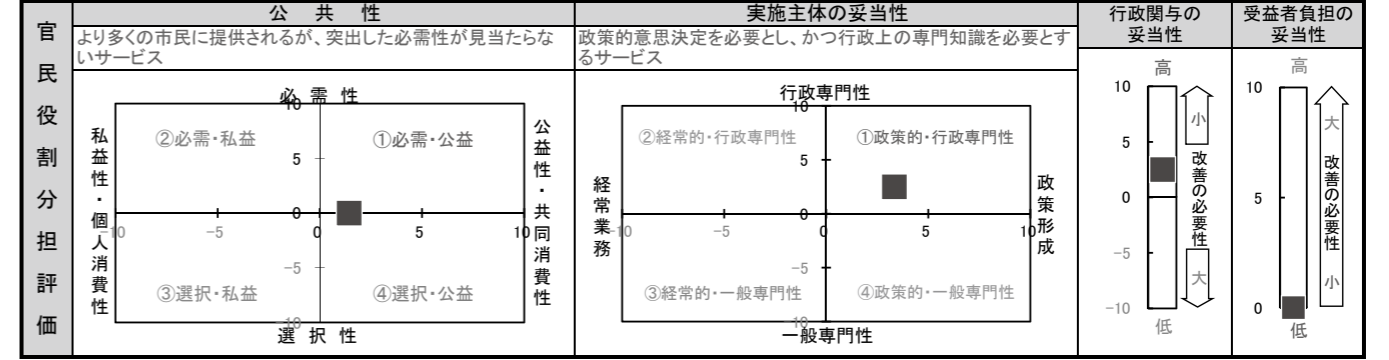 官民役割分担評価
公 共 性
より多くの市民に提供されるが、突出した必需性が見当たらな
いサービス
必 需 性
10
②必需・私益
①必需・公益
5
私益性・個人消費性
公益性・共同消費性
0
-10
-5
0
5
10
-5
③選択・私益
④選択・公益
-10
選 択 性
実施主体の妥当性
政策的意思決定を必要とし、かつ行政上の専門知識を必要とす
るサービス
行政専門性
10
②経常的・行政専門性
①政策的・行政専門性
5
経常業務
政策形成
0
-10
-5
0
5
10
-5
③経常的・一般専門性
④政策的・一般専門性
-10
一般専門性
行政関与の
妥当性
高
10
5
0
-5
-10
小
改善の必要性
大
低
受益者負担の
妥当性
高
10
5
0
大
改善の必要性
小
低